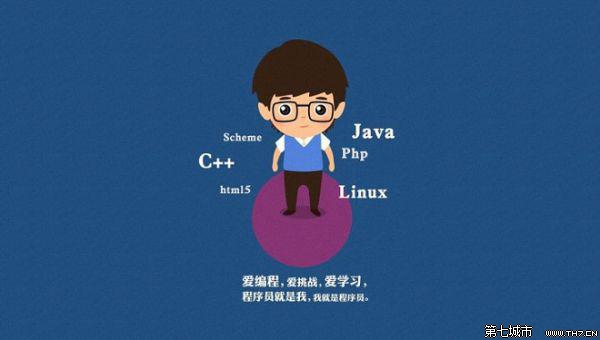 Scheme
Java
C++
Php
html5
Linux
爱编程，爱挑战，爱学习，
程序员就是我，我就是程序员。
第七城市 www.TH7.CN